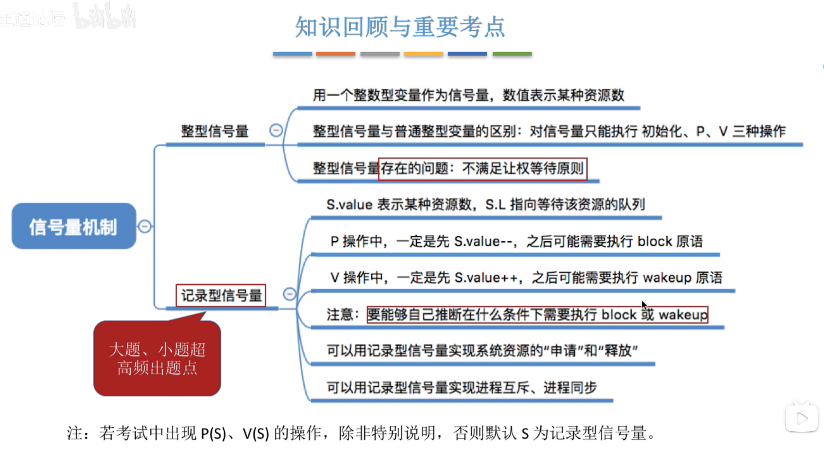 知识回顾与重要考点
用一个整数型变量作为信号量，数值表示某种资源数
整型信号量
整型信号量与普通整型变量的区别：对信号量只能执行 初始化、P、V 三种操作
整型信号量存在的问题：不满足让权等待原则
信号量机制
S.value 表示某种资源数，S.L 指向等待该资源的队列
P 操作中，一定是先 S.value--，之后可能需要执行 block 原语
V 操作中，一定是先 S.value++，之后可能需要执行 wakeup 原语
记录型信号量
注意：要能够自己推断在什么条件下需要执行 block 或 wakeup
可以用记录型信号量实现系统资源的“申请”和“释放”
可以用记录型信号量实现进程互斥、进程同步
大题、小题超
高频出题点
注：若考试中出现 P(S)、V(S) 的操作，除非特别说明，否则默认 S 为记录型信号量。